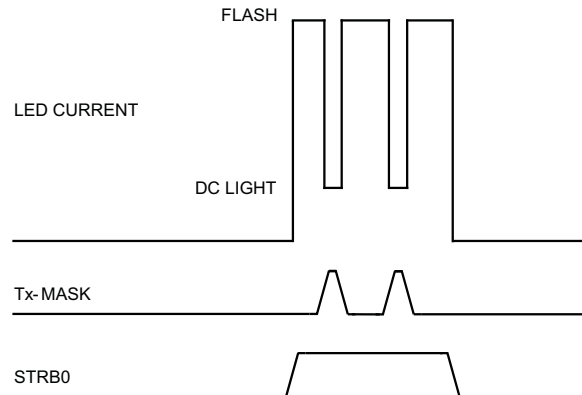 FLASH
LED CURRENT
DC LIGHT
Tx-MASK
STRB0